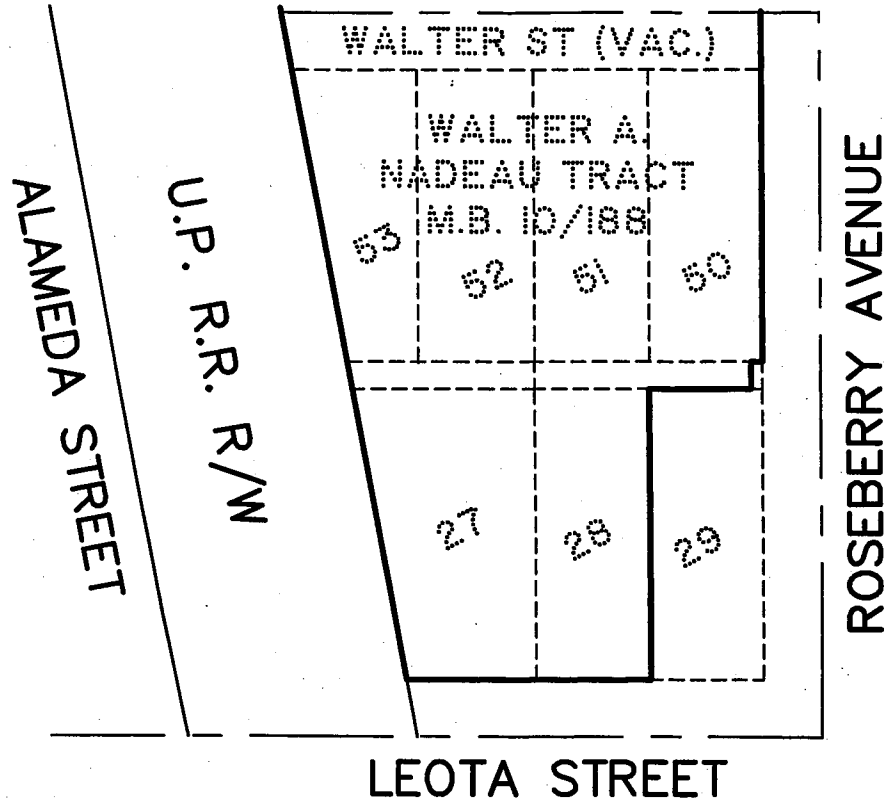 WALTER ST (VAC.)
WALTER A.
NADEAU TRACT
M.B. 10/188
53
52
51
50
27
28
29
ALAMEDA STREET
U.P. R.R. R/W
ROSEBERRY AVENUE
LEOTA STREET